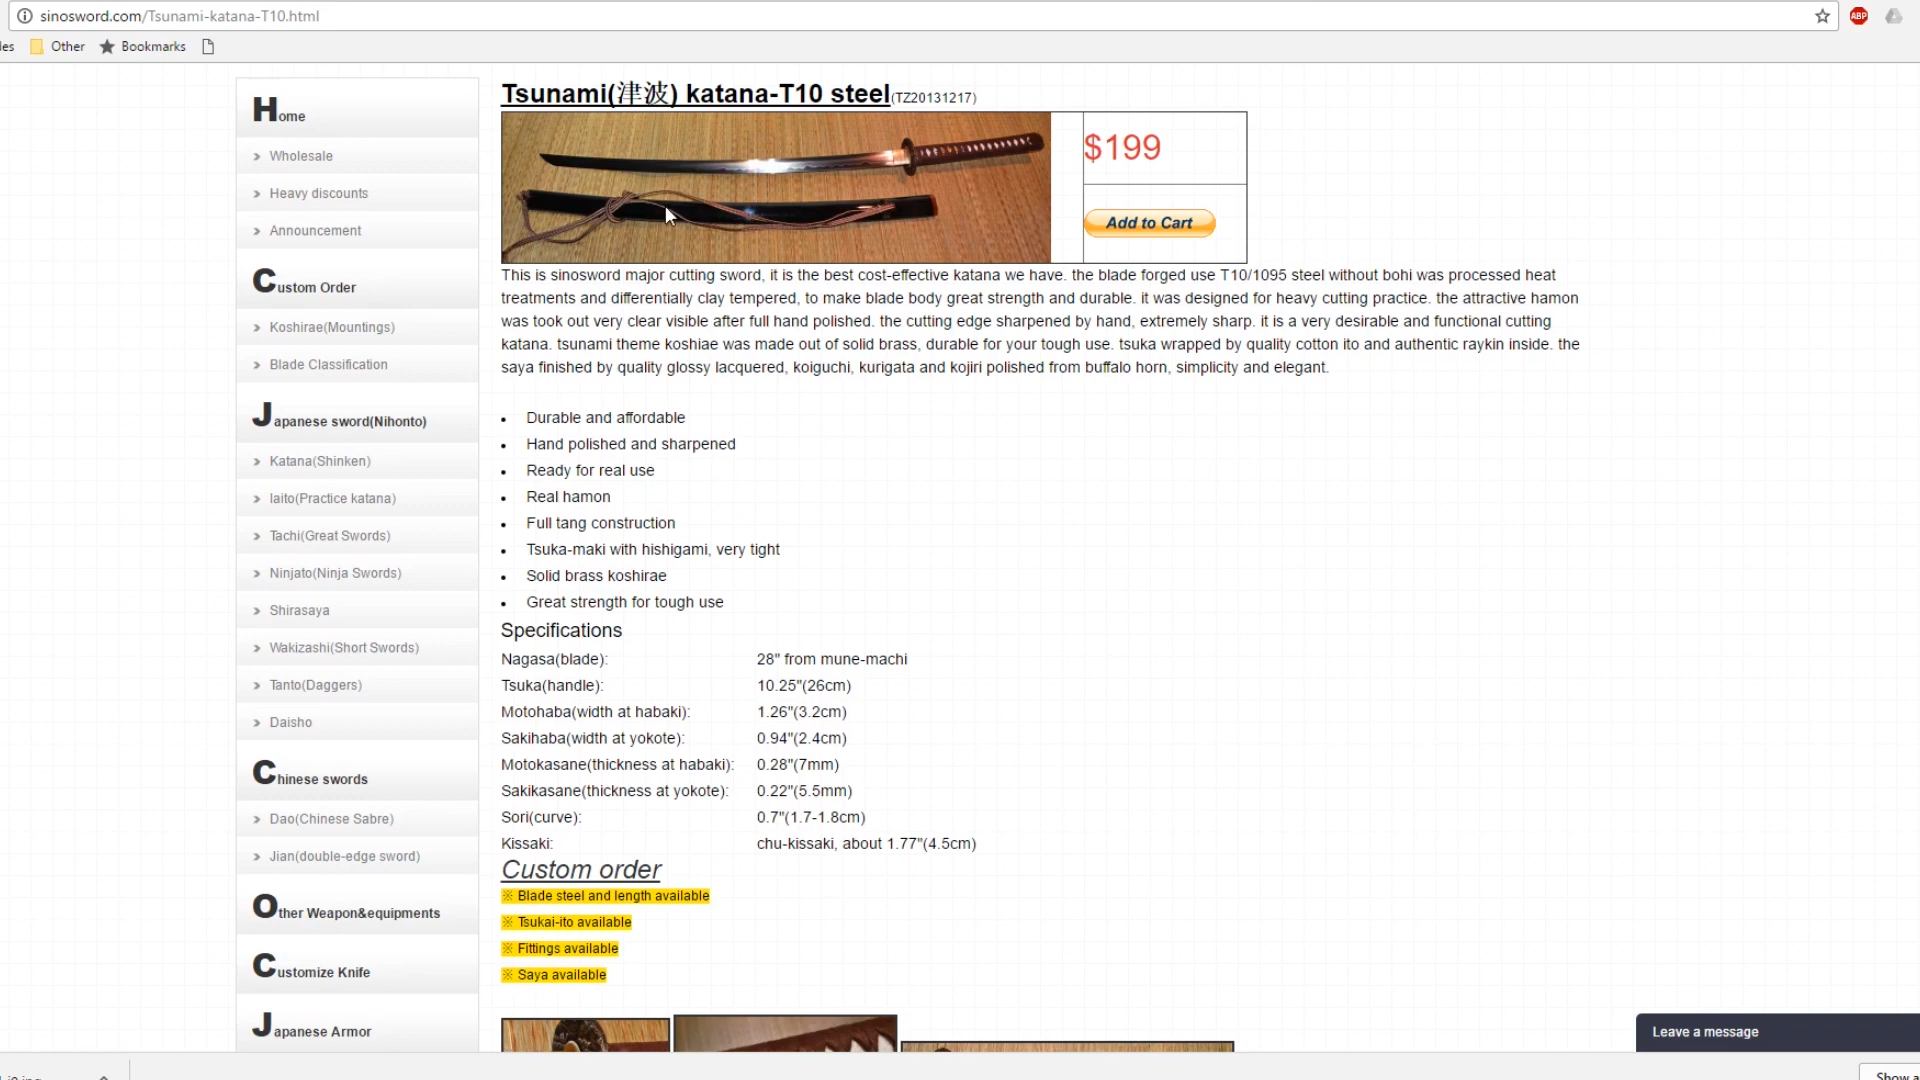 sinosword.com/Tsunami-katana-T10.html
Other
Bookmarks
ABP
Home
Wholesale
Heavy discounts
Announcement
Custom Order
Koshirae(Mountings)
Blade Classification
Japanese sword(Nihonto)
Katana(Shinken)
Iaito(Practice katana)
Tachi(Great Swords)
Ninjato(Ninja Swords)
Shirasaya
Wakizashi(Short Swords)
Tanto(Daggers)
Daisho
Chinese swords
Dao(Chinese Sabre)
Jian(double-edge sword)
Other Weapon&equipments
Customize Knife
Japanese Armor
Tsunami(津波) katana-T10 steel(TZ20131217)
$199
Add to Cart
This is sinosword major cutting sword, it is the best cost-effective katana we have. the blade forged use T10/1095 steel without bohi was processed heat
treatments and differentially clay tempered, to make blade body great strength and durable. it was designed for heavy cutting practice. the attractive hamon
was took out very clear visible after full hand polished. the cutting edge sharpened by hand, extremely sharp. it is a very desirable and functional cutting
katana. tsunami theme koshiae was made out of solid brass, durable for your tough use. tsuka wrapped by quality cotton ito and authentic raykin inside. the
saya finished by quality glossy lacquered, koiguchi, kurigata and kojiri polished from buffalo horn, simplicity and elegant.
• Durable and affordable
• Hand polished and sharpened
• Ready for real use
• Real hamon
• Full tang construction
• Tsuka-maki with hishigami, very tight
• Solid brass koshirae
• Great strength for tough use
Specifications
Nagasa(blade): 28" from mune-machi
Tsuka(handle): 10.25"(26cm)
Motohaba(width at habaki): 1.26"(3.2cm)
Sakihaba(width at yokote): 0.94"(2.4cm)
Motokasane(thickness at habaki): 0.28"(7mm)
Sakikasane(thickness at yokote): 0.22"(5.5mm)
Sori(curve): 0.7"(1.7-1.8cm)
Kissaki: chu-kissaki, about 1.77"(4.5cm)
Custom order
※ Blade steel and length available
※ Tsukai-ito available
※ Fittings available
※ Saya available
Leave a message